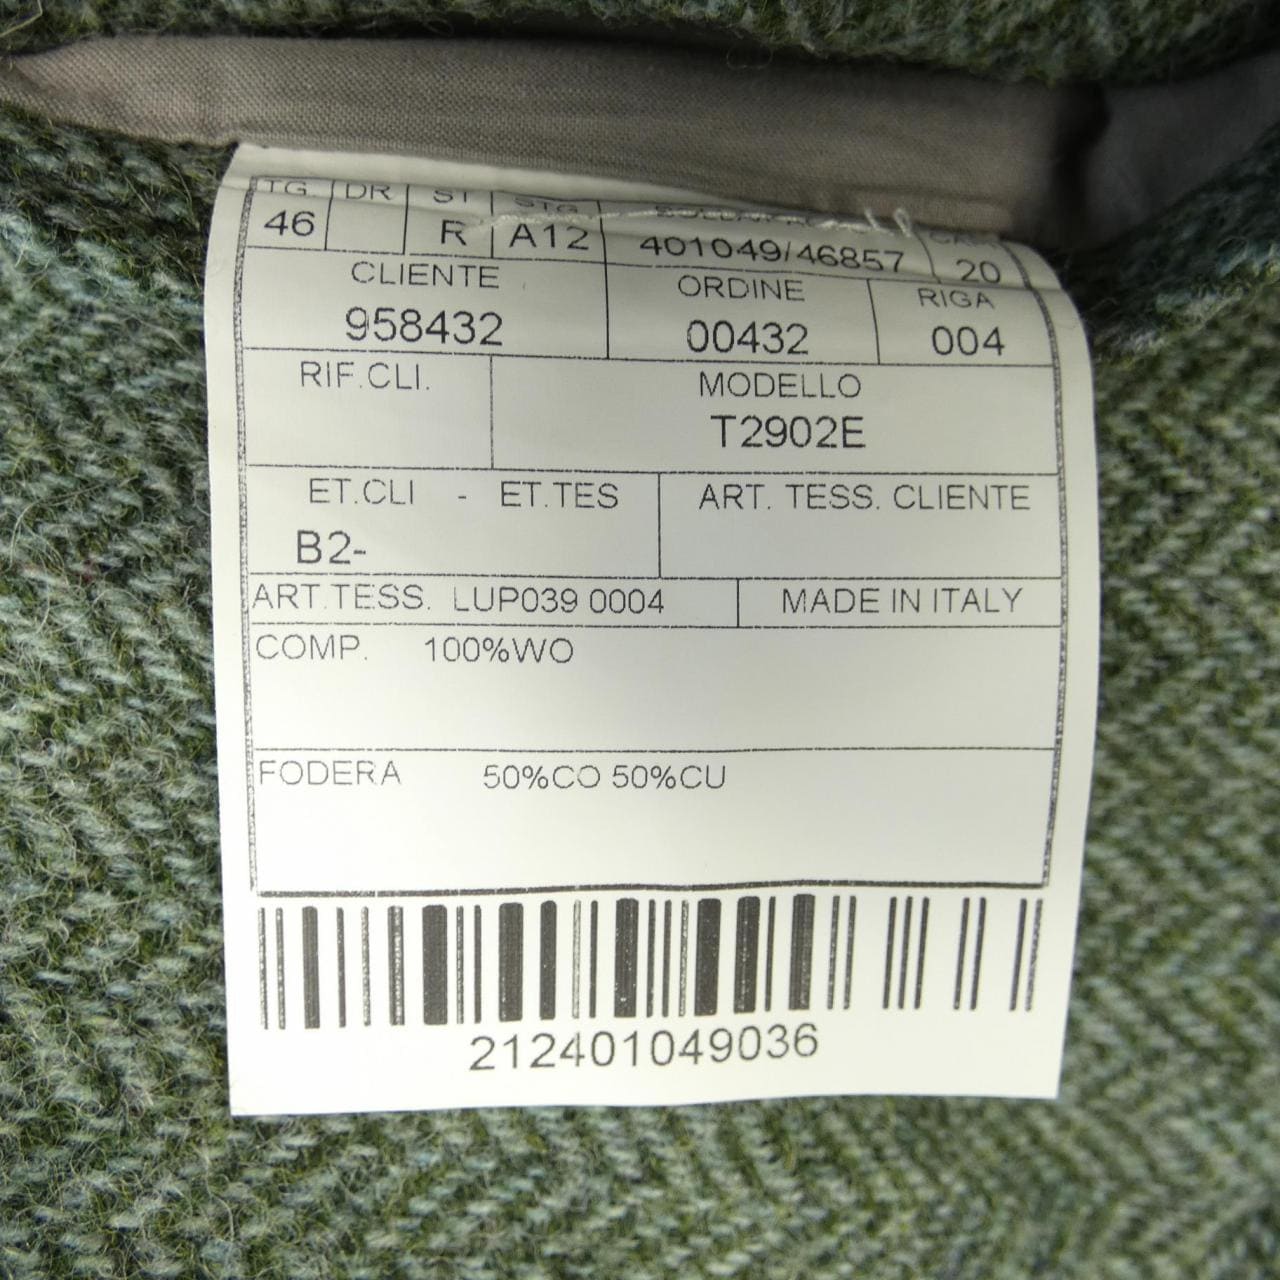 TG. DR ST STG
46 R A12 401049/46857 20
CLIENTE ORDINE RIGA
958432 00432 004
RIF.CLI. MODELLO
T2902E
ET.CLI - ET.TES ART. TESS. CLIENTE
B2-
ART.TESS. LUP039 0004 MADE IN ITALY
COMP. 100%WO
FODERA 50%CO 50%CU
212401049036